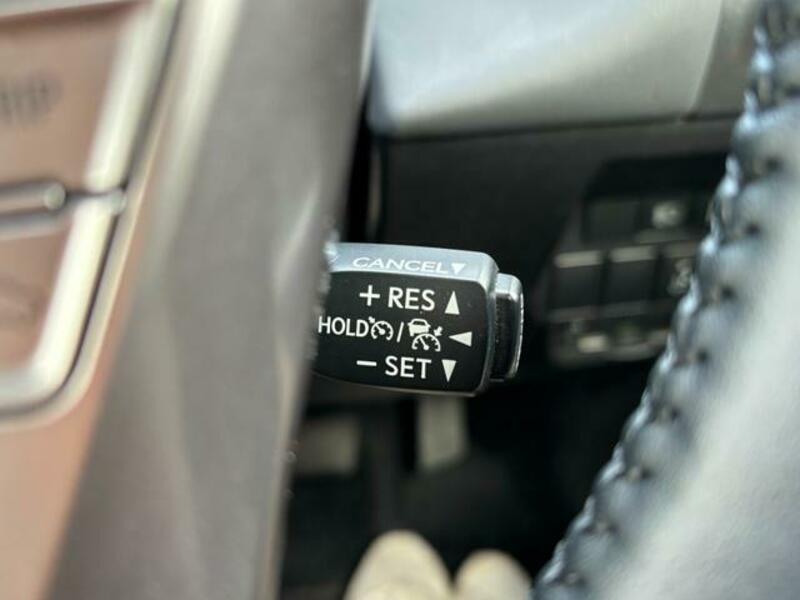 CANCEL▼
+ RES ▲
HOLD / ◄
− SET ▼